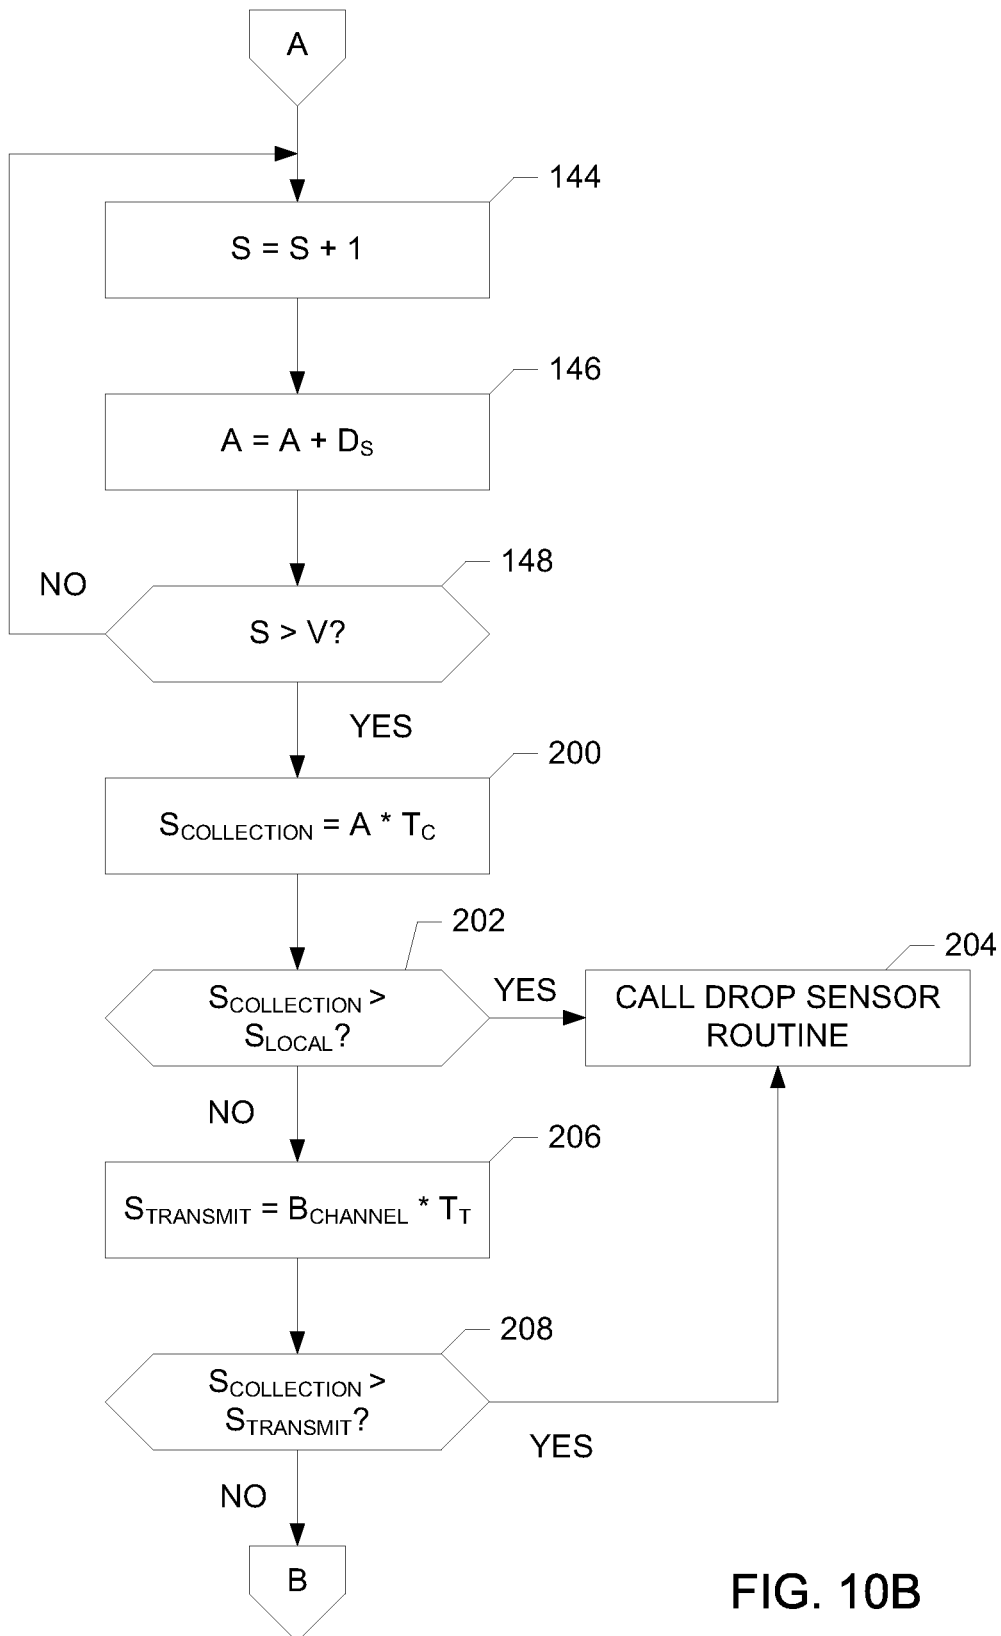 A
144
S = S + 1
146
A = A + DS
148
NO
S > V?
YES
200
SCOLLECTION = A * TC
202
204
SCOLLECTION >
SLOCAL?
YES
CALL DROP SENSOR
ROUTINE
NO
206
STRANSMIT = BCHANNEL * TT
208
SCOLLECTION >
STRANSMIT?
YES
NO
B
FIG. 10B